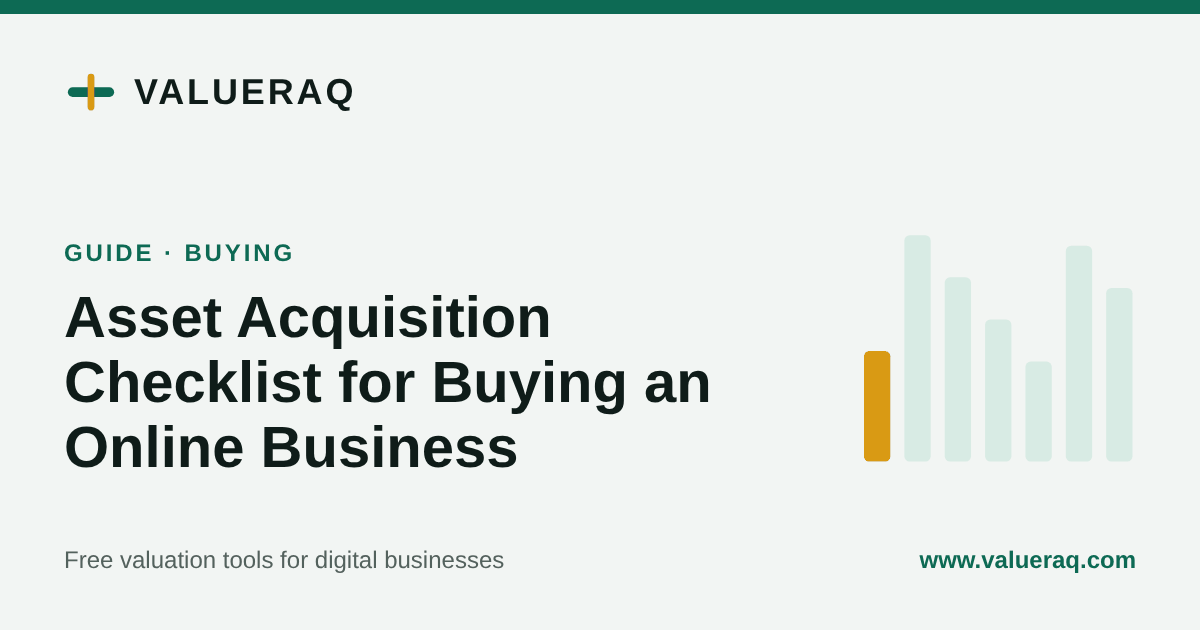 VALUERAQ
GUIDE · BUYING
Asset Acquisition
Checklist for Buying an
Online Business
Free valuation tools for digital businesses
www.valueraq.com